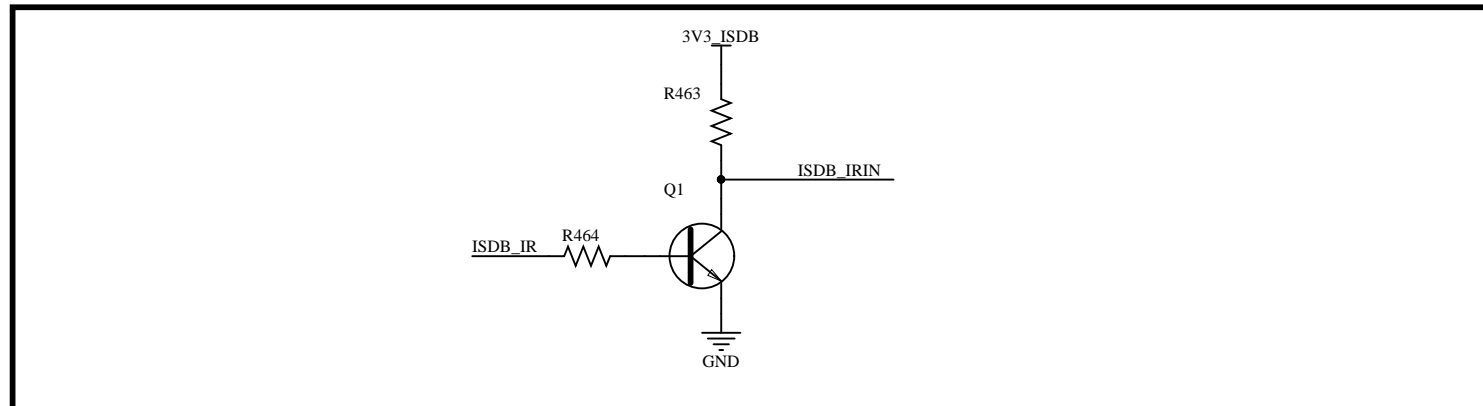 3V3_ISDB
R463
ISDB_IRIN
Q1
R464
ISDB_IR
GND